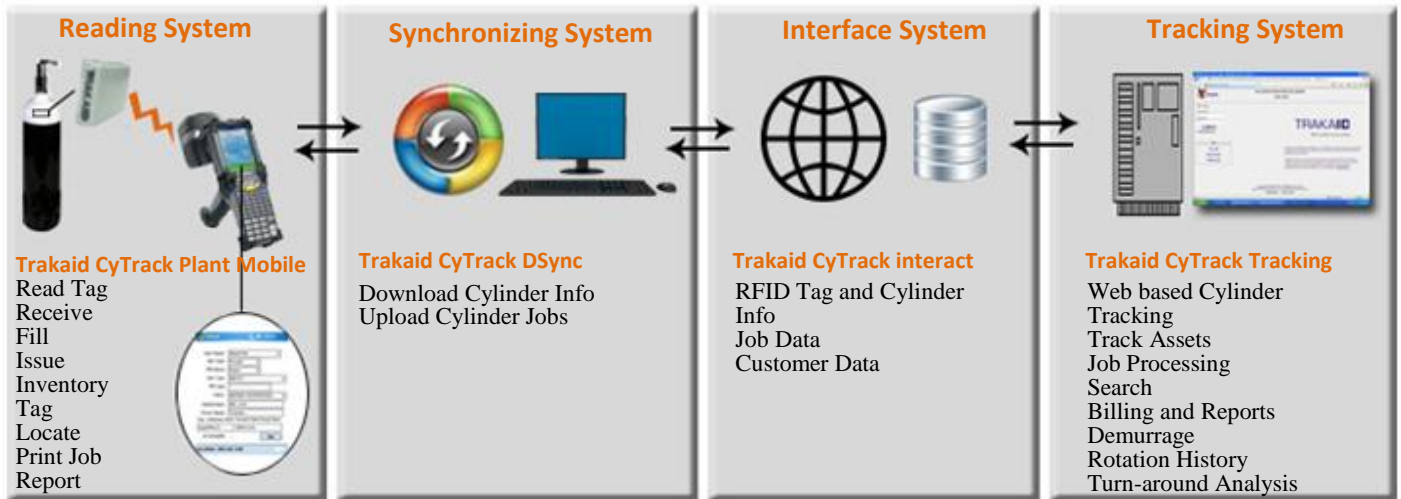 Reading System
Trakaid CyTrack Plant Mobile
Read Tag
Receive
Fill
Issue
Inventory
Tag
Locate
Print Job
Report
Synchronizing System
Trakaid CyTrack DSync
Download Cylinder Info
Upload Cylinder Jobs
Interface System
Trakaid CyTrack interact
RFID Tag and Cylinder
Info
Job Data
Customer Data
Tracking System
TRAKAID
Trakaid CyTrack Tracking
Web based Cylinder
Tracking
Track Assets
Job Processing
Search
Billing and Reports
Demurrage
Rotation History
Turn-around Analysis